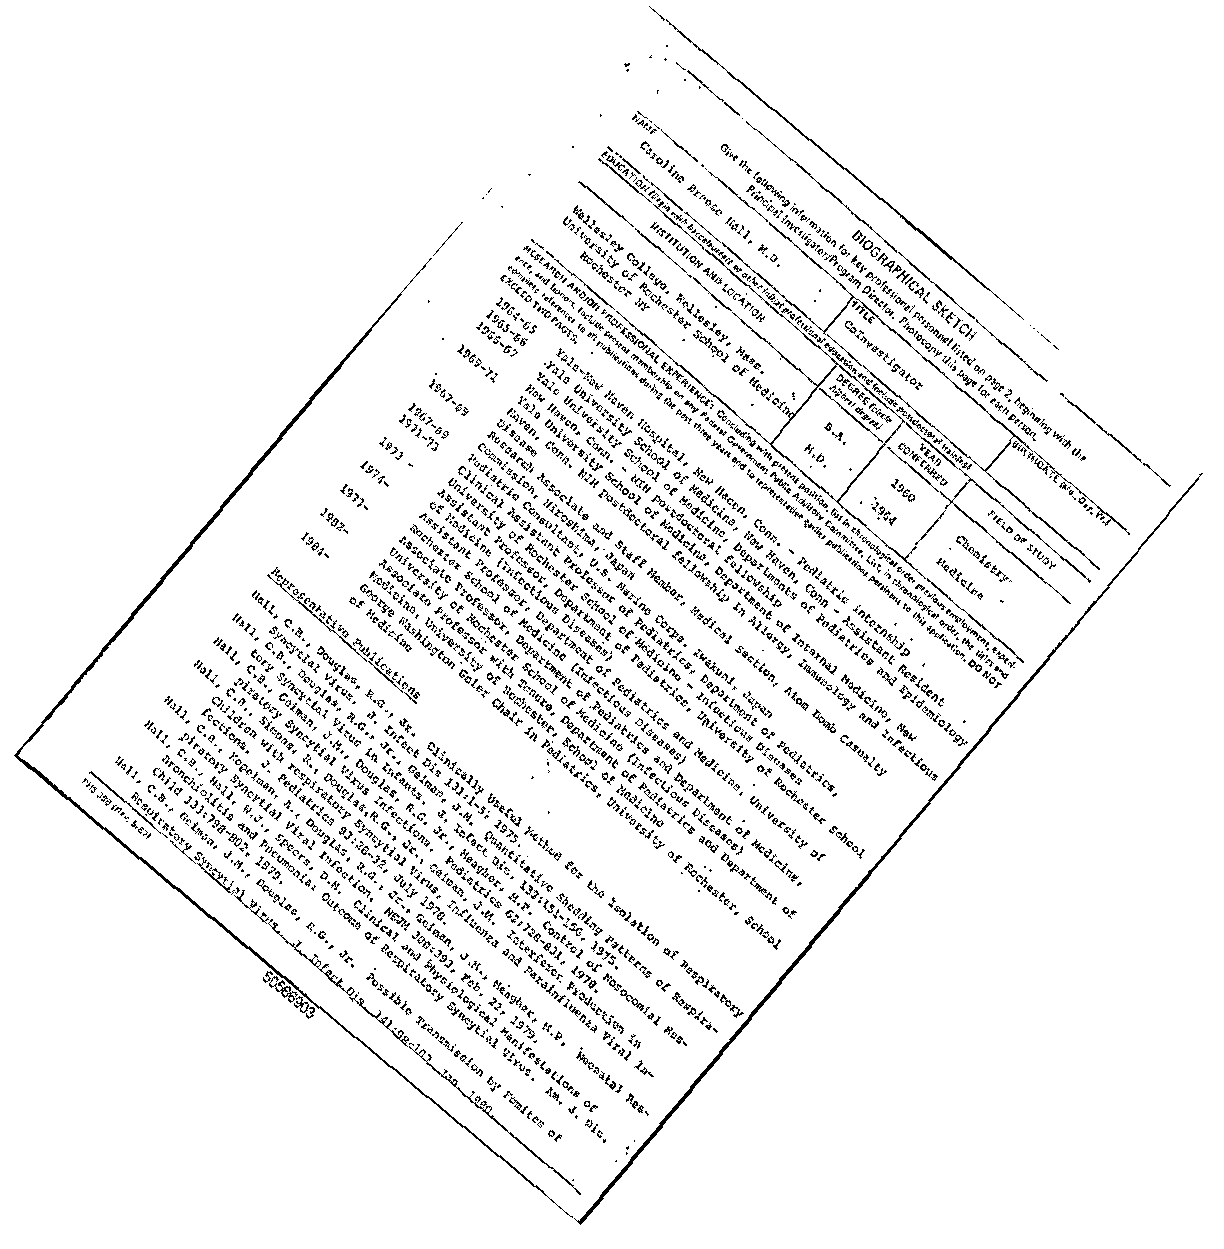 BIOGRAPHICAL SKETCH
Give the following information for key professional personnel listed on page 2, beginning with the
Principal Investigator/Program Director. Photocopy this page for each person.
NAME TITLE BIRTHDATE (Mo., Day, Yr.)
Caroline Breese Hall, M.D. CoInvestigator
EDUCATION (Begin with baccalaureate or other initial professional education and include postdoctoral training)
INSTITUTION AND LOCATION DEGREE (circle highest degree) YEAR CONFERRED FIELD OF STUDY
Wellesley College, Wellesley, Mass. B.A. 1960 Chemistry
University of Rochester School of Medicine M.D. 1964 Medicine
Rochester NY
RESEARCH AND/OR PROFESSIONAL EXPERIENCE: Concluding with present position, list in chronological order previous employment, experi-
ence, and honors. Include present membership on any Federal Government Public Advisory Committee. List, in chronological order, the titles and
complete references to all publications during the past three years and to representative earlier publications pertinent to this application. DO NOT
EXCEED TWO PAGES.
1964-65 Yale-New Haven Hospital, New Haven, Conn. - Pediatric internship
1965-66 Yale University School of Medicine, New Haven, Conn - Assistant Resident
1966-67 Yale University School of Medicine, Departments of Pediatrics and Epidemiology
New Haven, Conn. - NIH postdoctoral fellowship
1969-71 Yale University School of Medicine, Department of Internal Medicine, New
Haven, Conn. NIH postdoctoral fellowship in Allergy, Immunology and Infectious
Disease
1967-69 Research Associate and Staff Member, Medical Section, Atom Bomb Casualty
Commission, Hiroshima, Japan
1967-69 Pediatric Consultant, U.S. Marine Corps, Iwakuni, Japan
1971-73 Clinical Assistant Professor of Pediatrics, Department of Pediatrics,
University of Rochester School of Medicine - Infectious Diseases
1973 - Assistant Professor, Department of Pediatrics, University of Rochester School
of Medicine (Infectious Diseases)
1974- Assistant Professor, Department of Pediatrics and Medicine, University of
Rochester School of Medicine (Infectious Diseases)
1977- Associate Professor, Department of Pediatrics and Department of Medicine,
University of Rochester School of Medicine (Infectious Diseases)
1982- Associate Professor with Tenure, Department of Pediatrics and Department of
Medicine, University of Rochester, School of Medicine
1984- George Washington Goler Chair in Pediatrics, University of Rochester, School
of Medicine
Representative Publications
Hall, C.B., Douglas, R.G., Jr. Clinically Useful Method for the Isolation of Respiratory
Syncytial Virus. J. Infect Dis 131:1-5, 1975.
Hall, C.B., Douglas, R.G., Jr., Geiman, J.M. Quantitative Shedding Patterns of Respira-
tory Syncytial Virus in Infants. J. Infect Dis. 132:151-156, 1975.
Hall, C.B., Geiman, J.M., Douglas, R.G. Jr., Meagher, M.P. Control of Nosocomial Res-
piratory Syncytial Virus Infections. Pediatrics 62:728-831, 1978.
Hall, C.B., Simons, R., Douglas, R.G., Jr., Geiman, J.M. Interferon Production in
Children with Respiratory Syncytial Virus, Influenza and Parainfluenza Viral In-
fections. J. Pediatrics 93:28-32, July 1978.
Hall, C.B., Kopelman, A., Douglas, R.G., Jr., Geiman, J.M., Meagher, M.P. Neonatal Res-
piratory Syncytial Viral Infection. NEJM 300:393, Feb. 22, 1979.
Hall, C.B., Hall, W.J., Speers, D.M. Clinical and Physiological Manifestations of
Bronchiolitis and Pneumonia: Outcome of Respiratory Syncytial Virus. Am. J. Dis.
Child 133:798-802, 1979.
Hall, C.B., Geiman, J.M., Douglas, R.G., Jr. Possible Transmission by Fomites of
Respiratory Syncytial Virus. J. Infect Dis. 141:98-102, Jan. 1980.
50586903